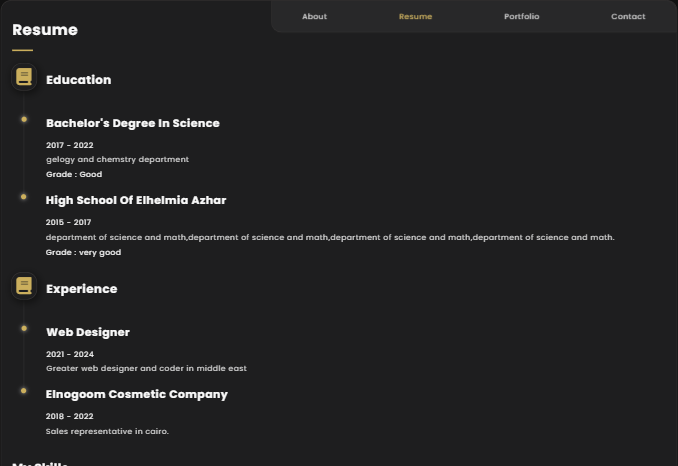 About
Resume
Portfolio
Contact
Resume
Education
Bachelor's Degree In Science
2017 - 2022
gelogy and chemstry department
Grade : Good
High School Of Elhelmia Azhar
2015 - 2017
department of science and math,department of science and math,department of science and math,department of science and math.
Grade : very good
Experience
Web Designer
2021 - 2024
Greater web designer and coder in middle east
Elnogoom Cosmetic Company
2018 - 2022
Sales representative in cairo.
My Skills